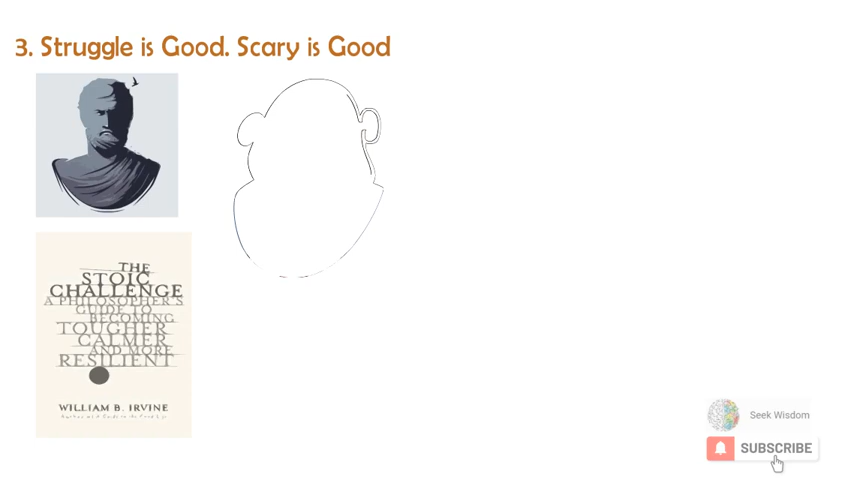 3. Struggle is Good. Scary is Good
THE
STOIC
CHALLENGE
A PHILOSOPHER'S
GUIDE TO
BECOMING
TOUGHER
CALMER
AND MORE
RESILIENT
WILLIAM B. IRVINE
Seek Wisdom
SUBSCRIBE